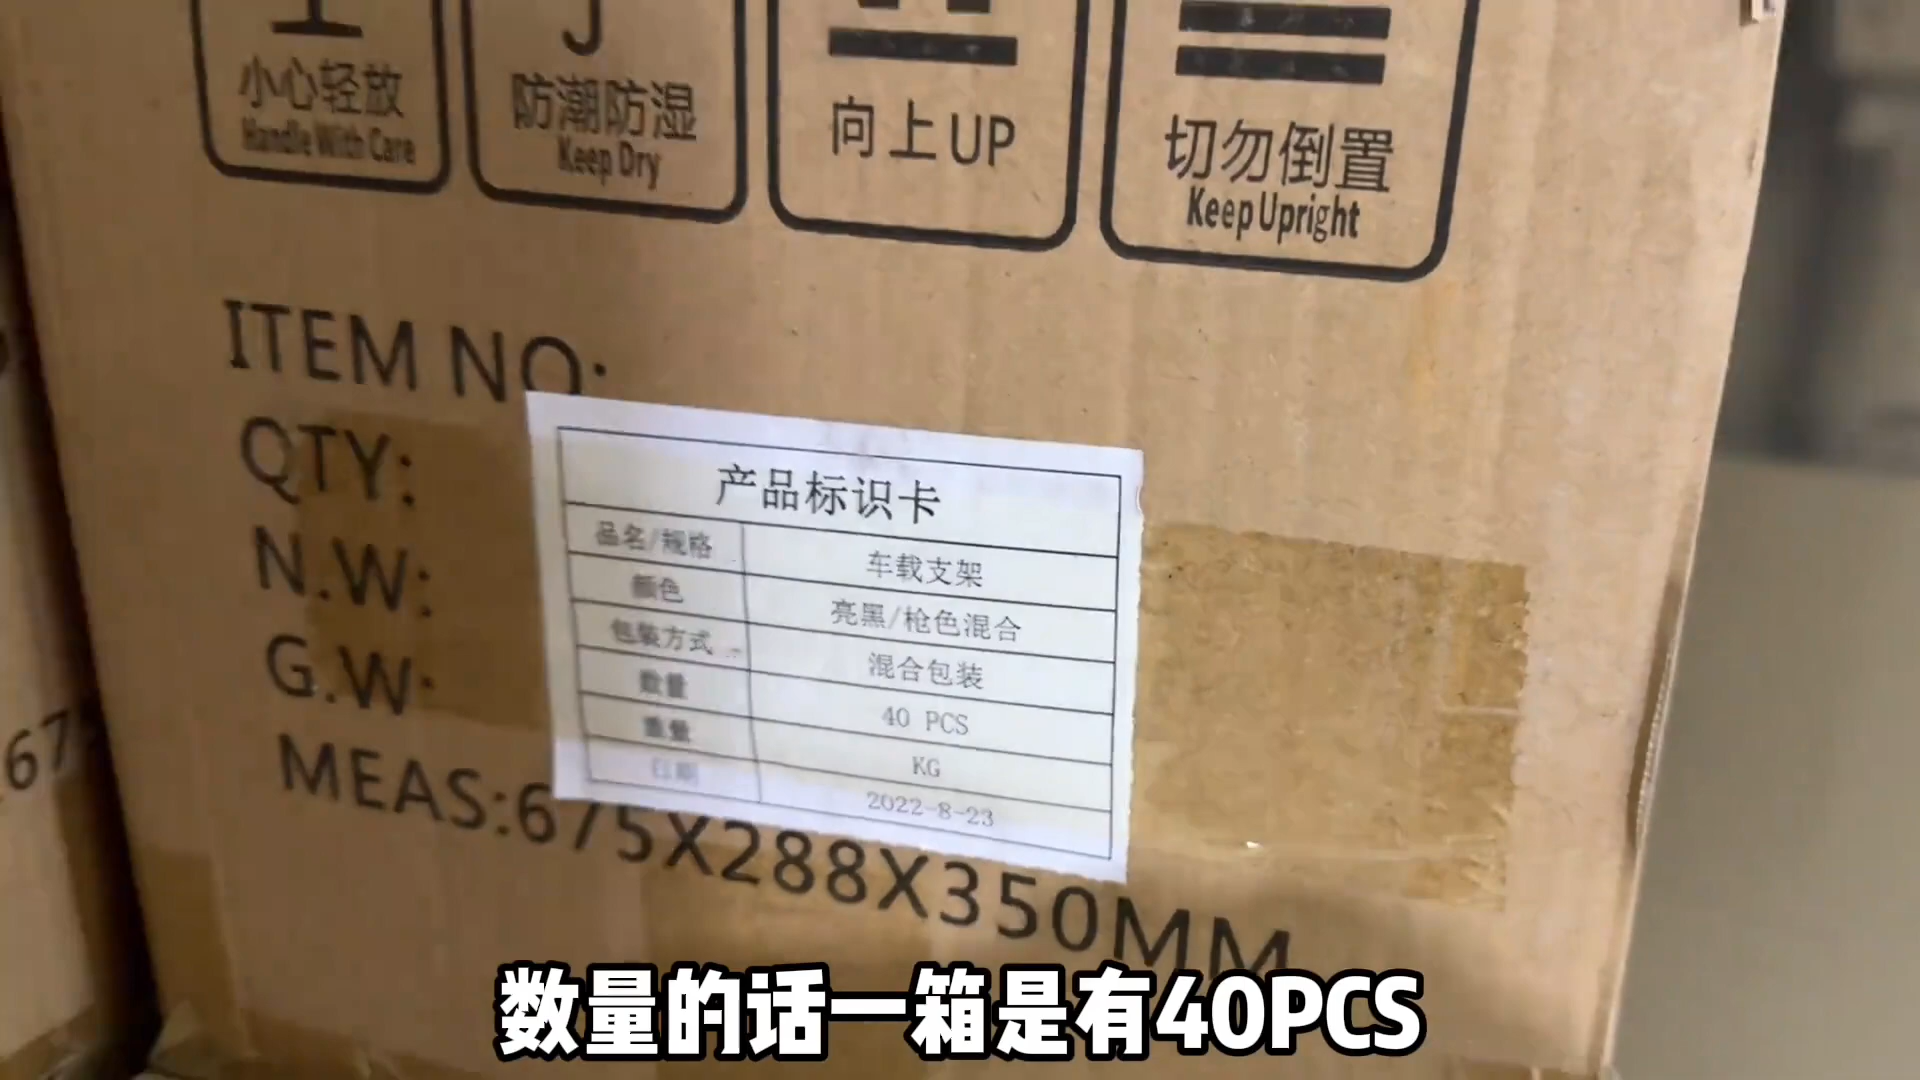 小心轻放
Handle With Care
防潮防湿
Keep Dry
向上UP
切勿倒置
Keep Upright
ITEM NO:
QTY:
N.W:
G.W:
MEAS:675X288X350MM
产品标识卡
品名/规格 车载支架
颜色 亮黑/枪色混合
包装方式 混合包装
数量 40 PCS
重量 KG
日期 2022-8-23
67
数量的话一箱是有40PCS